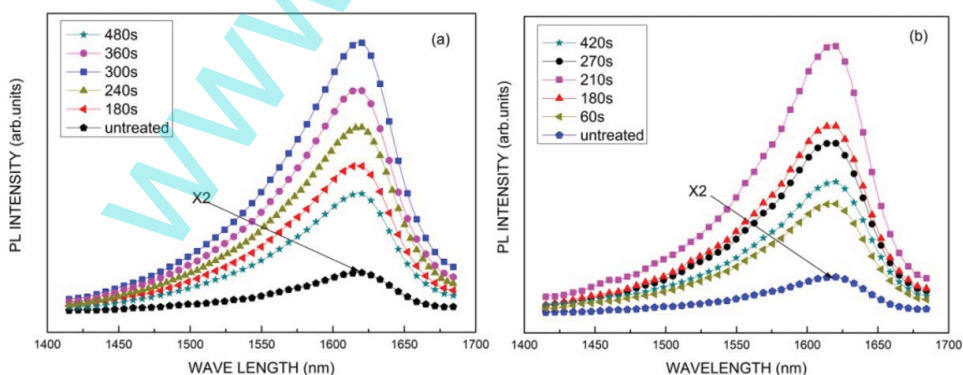 www
480s
360s
300s
240s
180s
untreated
(a)
X2
PL INTENSITY (arb.units)
1400 1450 1500 1550 1600 1650 1700
WAVE LENGTH (nm)
420s
270s
210s
180s
60s
untreated
(b)
X2
PL INTENSITY (arb.units)
1400 1450 1500 1550 1600 1650 1700
WAVELENGTH (nm)